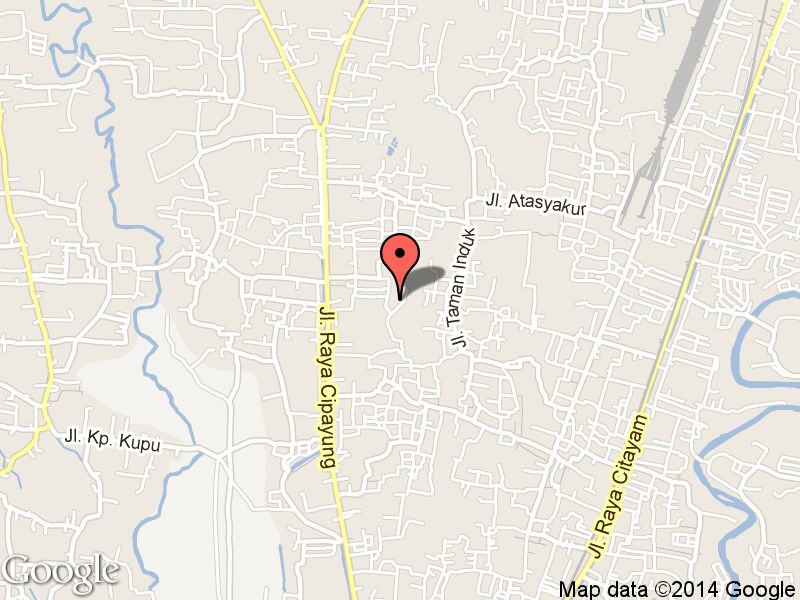 Jl. Atasyakur
Jl. Taman Induk
Jl. Raya Cipayung
Jl. Kp. Kupu
Jl. Raya Citayam
Google
Map data ©2014 Google